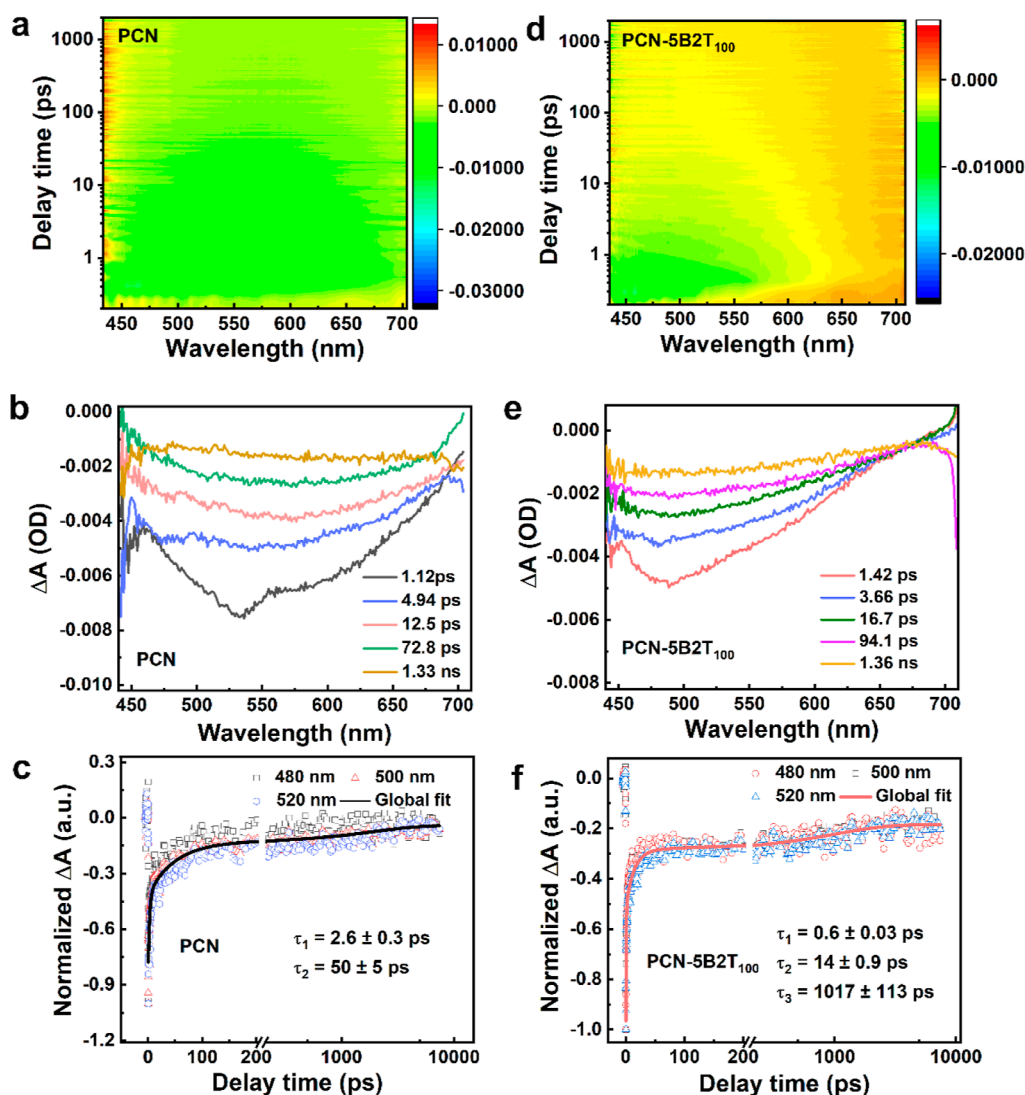 a
PCN
Delay time (ps)
1000
100
10
1
450 500 550 600 650 700
Wavelength (nm)
0.01000
0.000
-0.01000
-0.02000
-0.03000
d
PCN-5B2T₁₀₀
Delay time (ps)
1000
100
10
1
450 500 550 600 650 700
Wavelength (nm)
0.000
-0.01000
-0.02000
b
ΔA (OD)
0.000
-0.002
-0.004
-0.006
-0.008
-0.010
PCN
1.12ps
4.94 ps
12.5 ps
72.8 ps
1.33 ns
450 500 550 600 650 700
Wavelength (nm)
e
ΔA (OD)
0.000
-0.002
-0.004
-0.006
-0.008
PCN-5B2T₁₀₀
1.42 ps
3.66 ps
16.7 ps
94.1 ps
1.36 ns
450 500 550 600 650 700
Wavelength (nm)
c
Normalized ΔA (a.u.)
0.3
0.0
-0.3
-0.6
-0.9
-1.2
480 nm 500 nm
520 nm Global fit
PCN
τ₁ = 2.6 ± 0.3 ps
τ₂ = 50 ± 5 ps
0 100 200 1000 10000
Delay time (ps)
f
Normalized ΔA (a.u.)
0.0
-0.2
-0.4
-0.6
-0.8
-1.0
480 nm 500 nm
520 nm Global fit
PCN-5B2T₁₀₀
τ₁ = 0.6 ± 0.03 ps
τ₂ = 14 ± 0.9 ps
τ₃ = 1017 ± 113 ps
0 100 200 1000 10000
Delay time (ps)